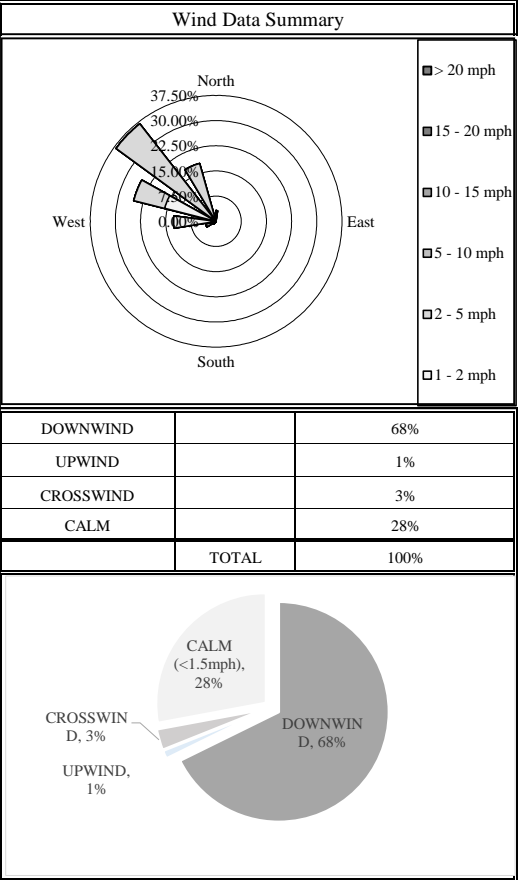 Wind Data Summary
North
37.50%
30.00%
22.50%
15.00%
7.50%
0.00%
West
East
South
> 20 mph
15 - 20 mph
10 - 15 mph
5 - 10 mph
2 - 5 mph
1 - 2 mph
DOWNWIND 68%
UPWIND 1%
CROSSWIND 3%
CALM 28%
TOTAL 100%
CALM
(<1.5mph),
28%
CROSSWIN
D, 3%
DOWNWIN
D, 68%
UPWIND,
1%